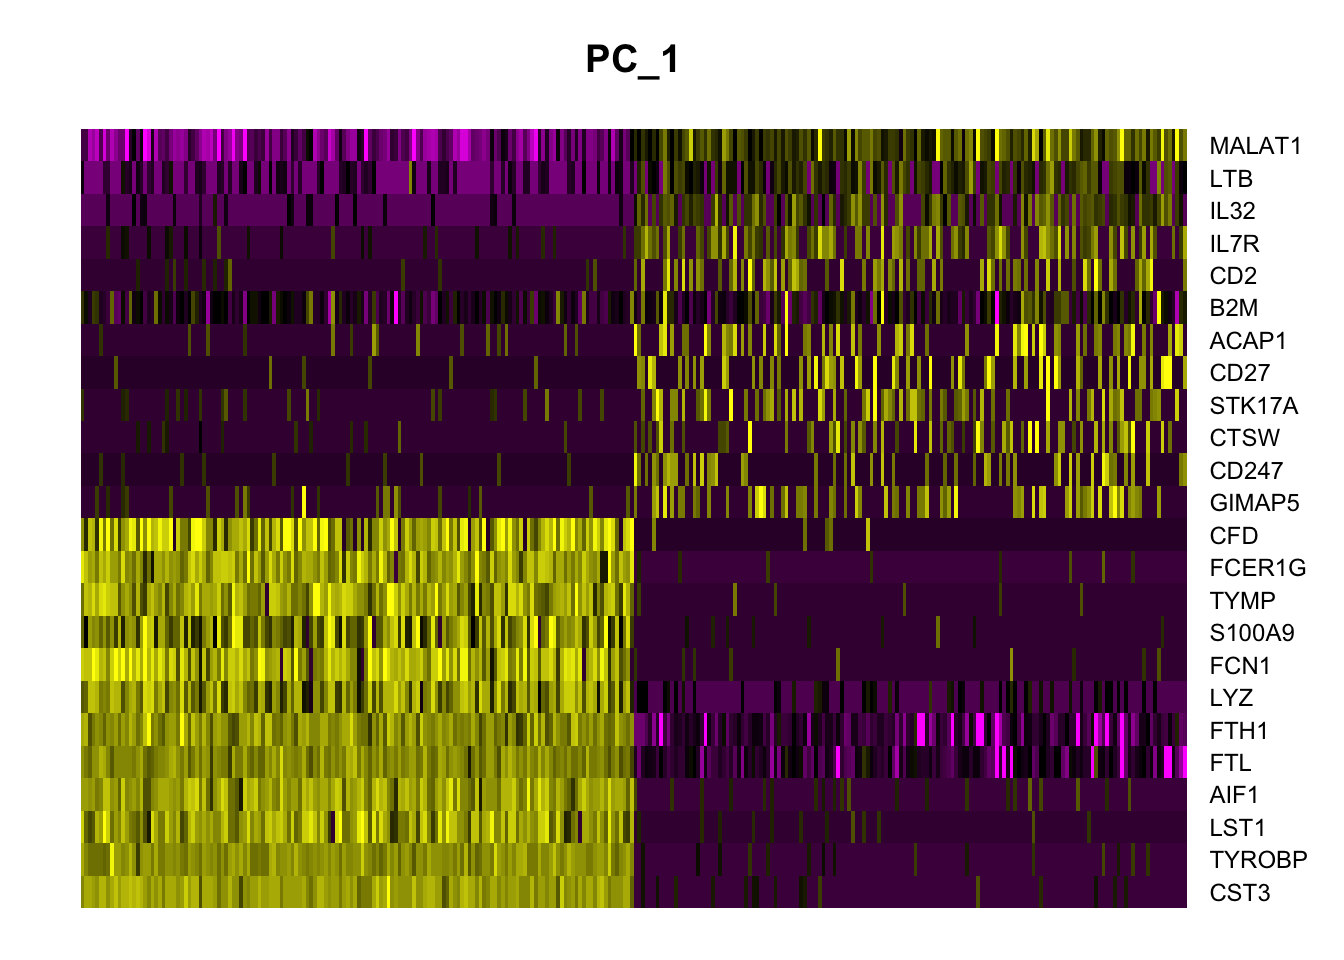 PC_1
MALAT1
LTB
IL32
IL7R
CD2
B2M
ACAP1
CD27
STK17A
CTSW
CD247
GIMAP5
CFD
FCER1G
TYMP
S100A9
FCN1
LYZ
FTH1
FTL
AIF1
LST1
TYROBP
CST3